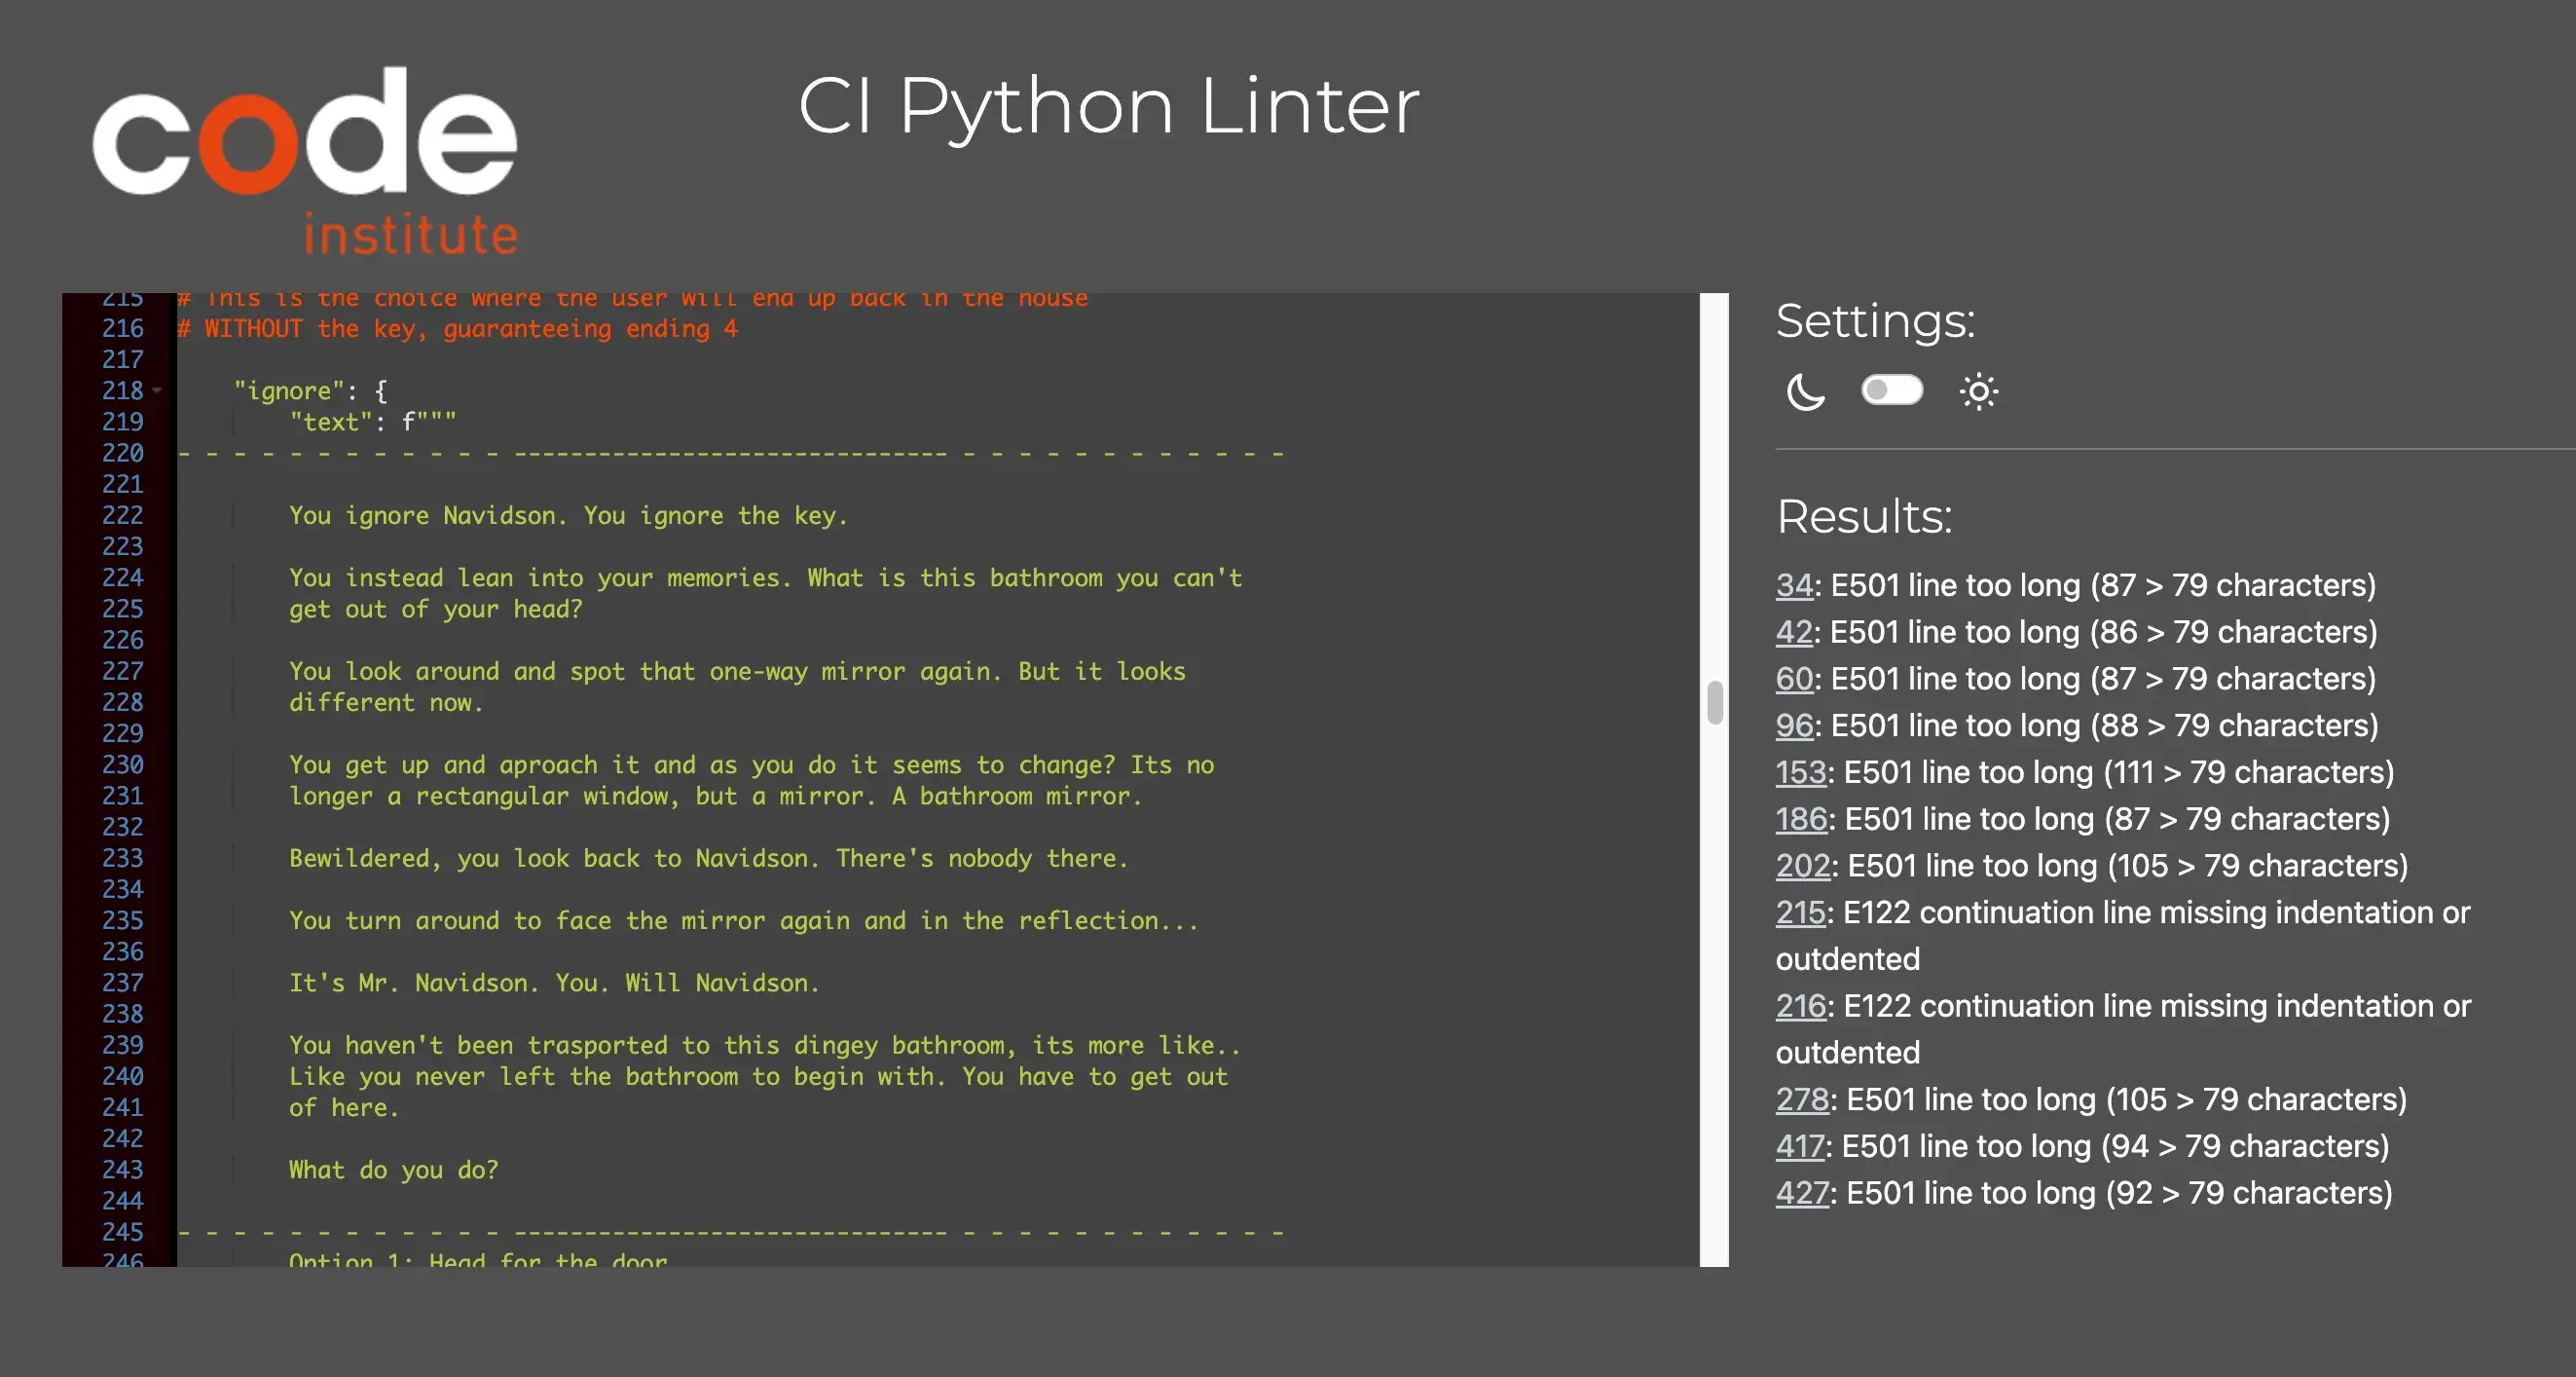 code
institute
CI Python Linter
215 # This is the choice where the user will end up back in the house
216 # WITHOUT the key, guaranteeing ending 4
217
218 "ignore": {
219 "text": f"""
220 - - - - - - - - - - - - ------------------------------- - - - - - - - - - - - -
221
222 You ignore Navidson. You ignore the key.
223
224 You instead lean into your memories. What is this bathroom you can't
225 get out of your head?
226
227 You look around and spot that one-way mirror again. But it looks
228 different now.
229
230 You get up and aproach it and as you do it seems to change? Its no
231 longer a rectangular window, but a mirror. A bathroom mirror.
232
233 Bewildered, you look back to Navidson. There's nobody there.
234
235 You turn around to face the mirror again and in the reflection...
236
237 It's Mr. Navidson. You. Will Navidson.
238
239 You haven't been trasported to this dingey bathroom, its more like..
240 Like you never left the bathroom to begin with. You have to get out
241 of here.
242
243 What do you do?
244
245 - - - - - - - - - - - - ------------------------------- - - - - - - - - - - - -
246 Option 1: Head for the door
Settings:
Results:
34: E501 line too long (87 > 79 characters)
42: E501 line too long (86 > 79 characters)
60: E501 line too long (87 > 79 characters)
96: E501 line too long (88 > 79 characters)
153: E501 line too long (111 > 79 characters)
186: E501 line too long (87 > 79 characters)
202: E501 line too long (105 > 79 characters)
215: E122 continuation line missing indentation or
outdented
216: E122 continuation line missing indentation or
outdented
278: E501 line too long (105 > 79 characters)
417: E501 line too long (94 > 79 characters)
427: E501 line too long (92 > 79 characters)